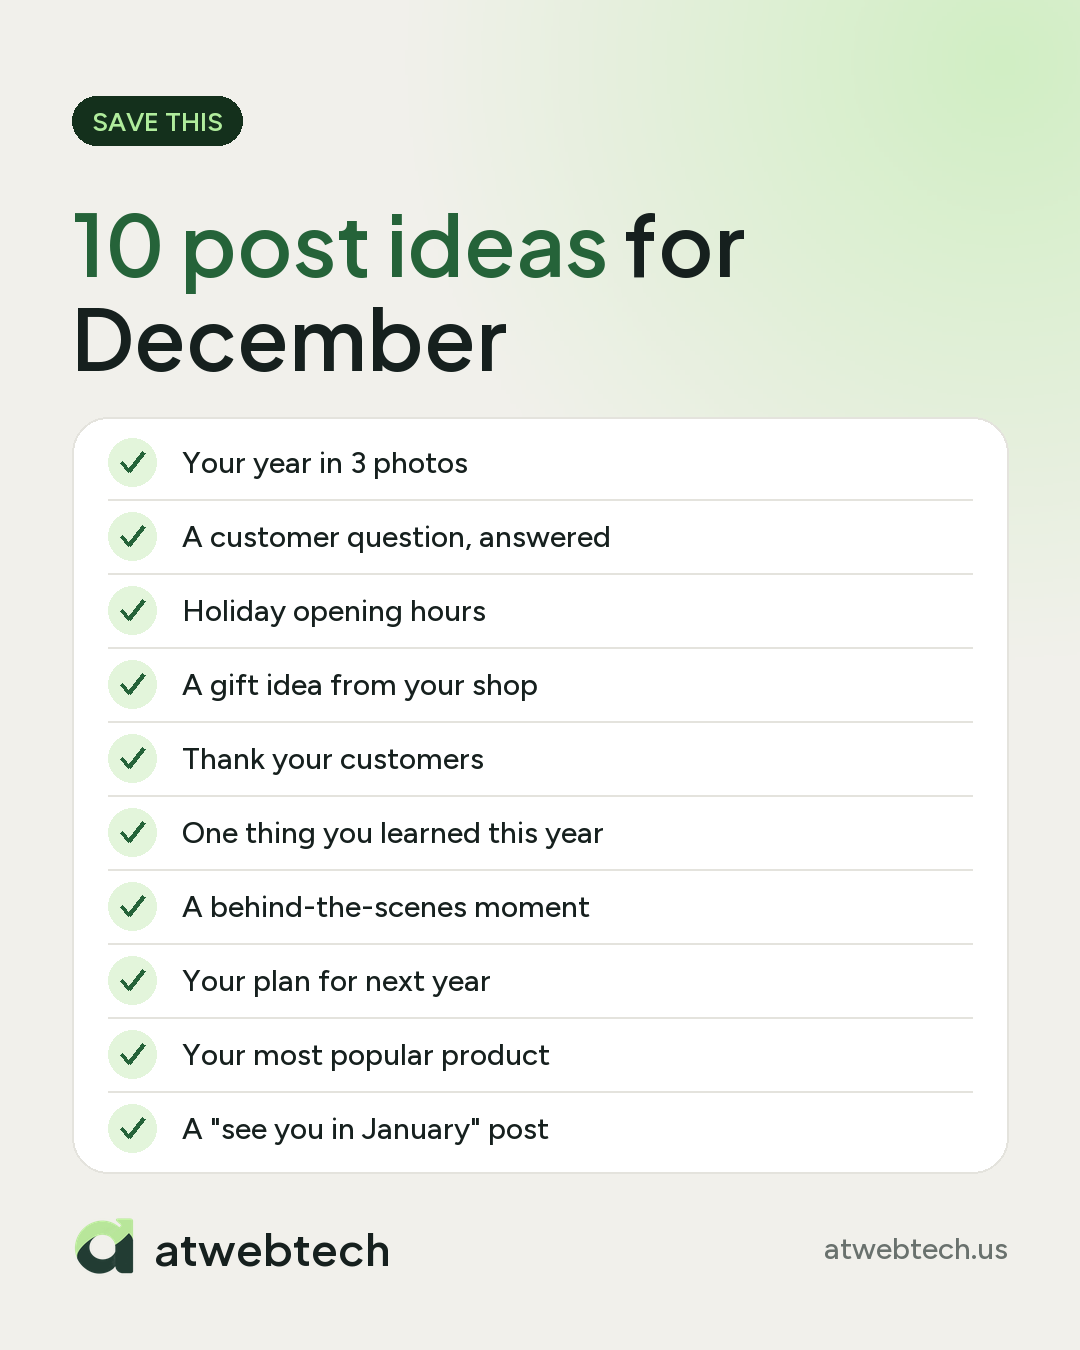 SAVE THIS
10 post ideas for
December
Your year in 3 photos
A customer question, answered
Holiday opening hours
A gift idea from your shop
Thank your customers
One thing you learned this year
A behind-the-scenes moment
Your plan for next year
Your most popular product
A "see you in January" post
atwebtech
atwebtech.us